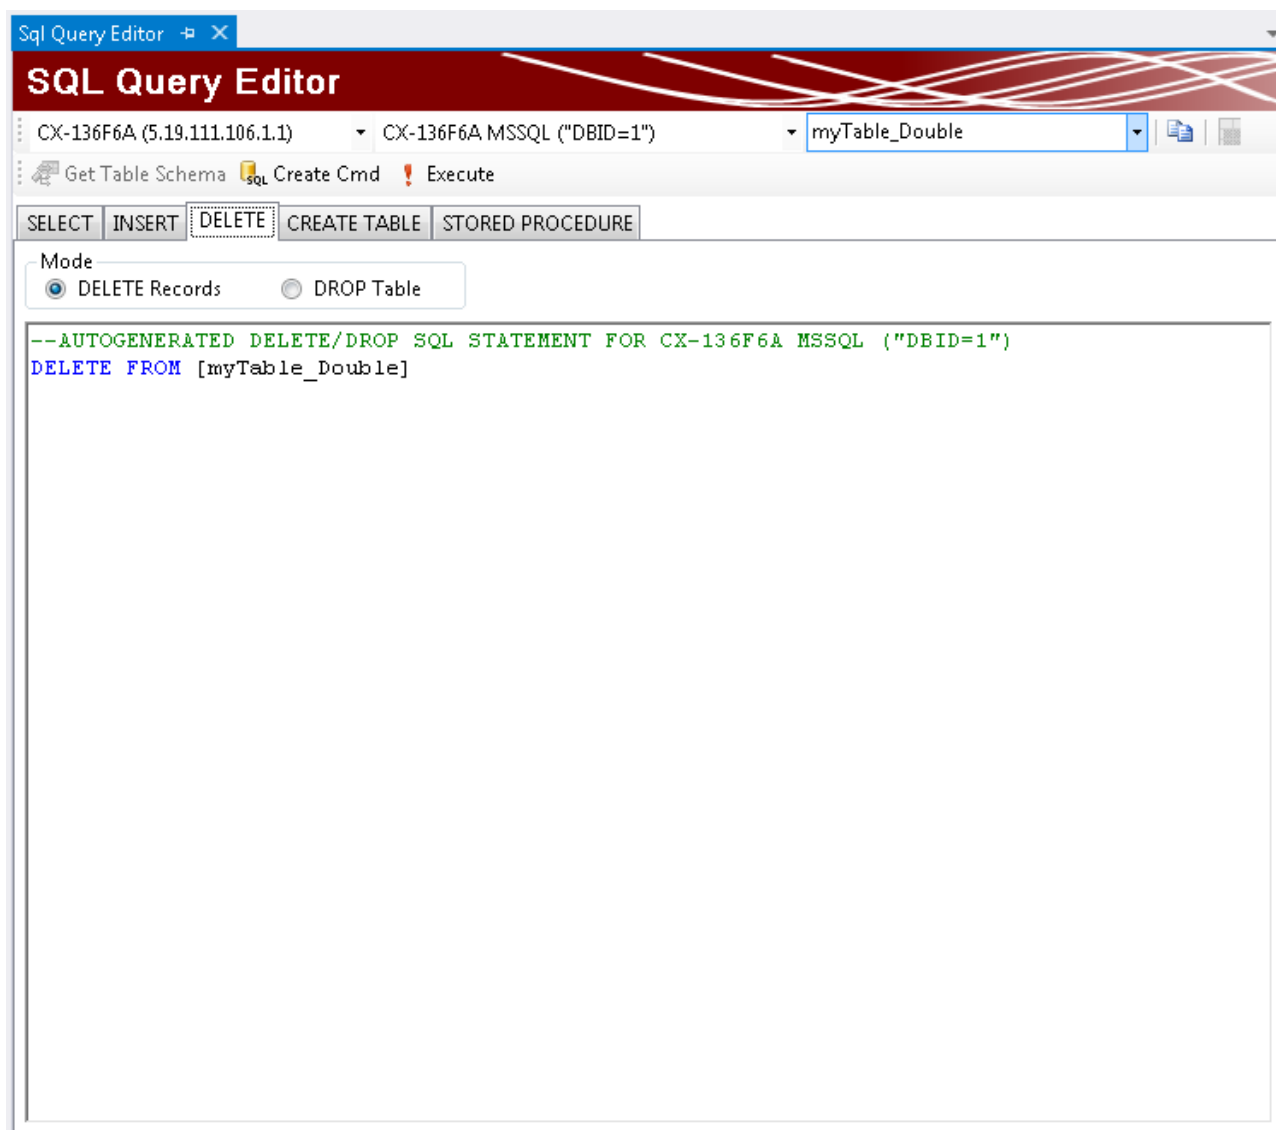 Sql Query Editor
SQL Query Editor
CX-136F6A (5.19.111.106.1.1) CX-136F6A MSSQL ("DBID=1") myTable_Double
Get Table Schema SQL Create Cmd Execute
SELECT INSERT DELETE CREATE TABLE STORED PROCEDURE
Mode
DELETE Records DROP Table
--AUTOGENERATED DELETE/DROP SQL STATEMENT FOR CX-136F6A MSSQL ("DBID=1")
DELETE FROM [myTable_Double]